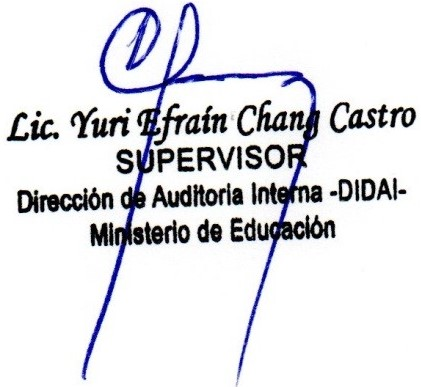 Lic. Yuri Efraín Chang Castro
SUPERVISOR
Dirección de Auditoria Interna -DIDAI-
Ministerio de Educación